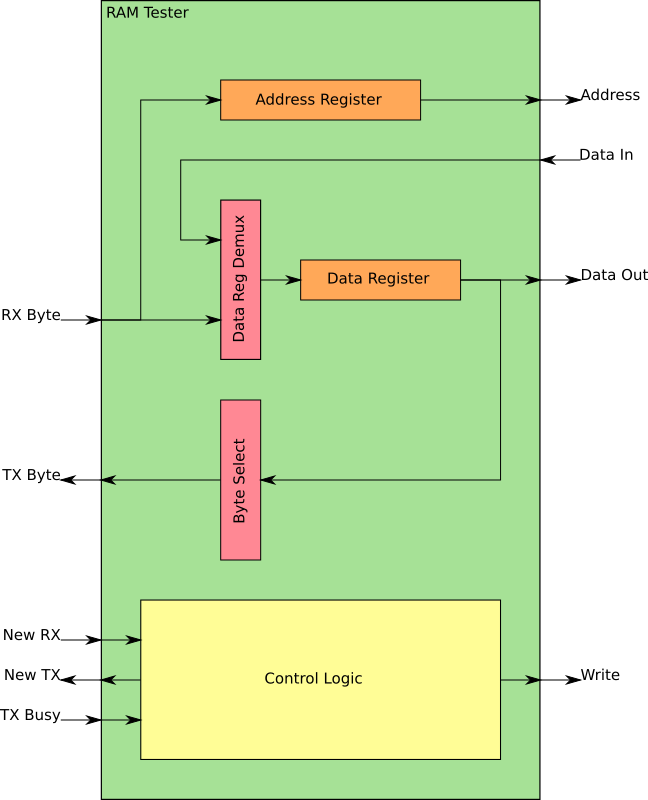 RAM Tester
Address Register
Address
Data In
Data Reg Demux
Data Register
Data Out
RX Byte
TX Byte
Byte Select
New RX
New TX
TX Busy
Control Logic
Write